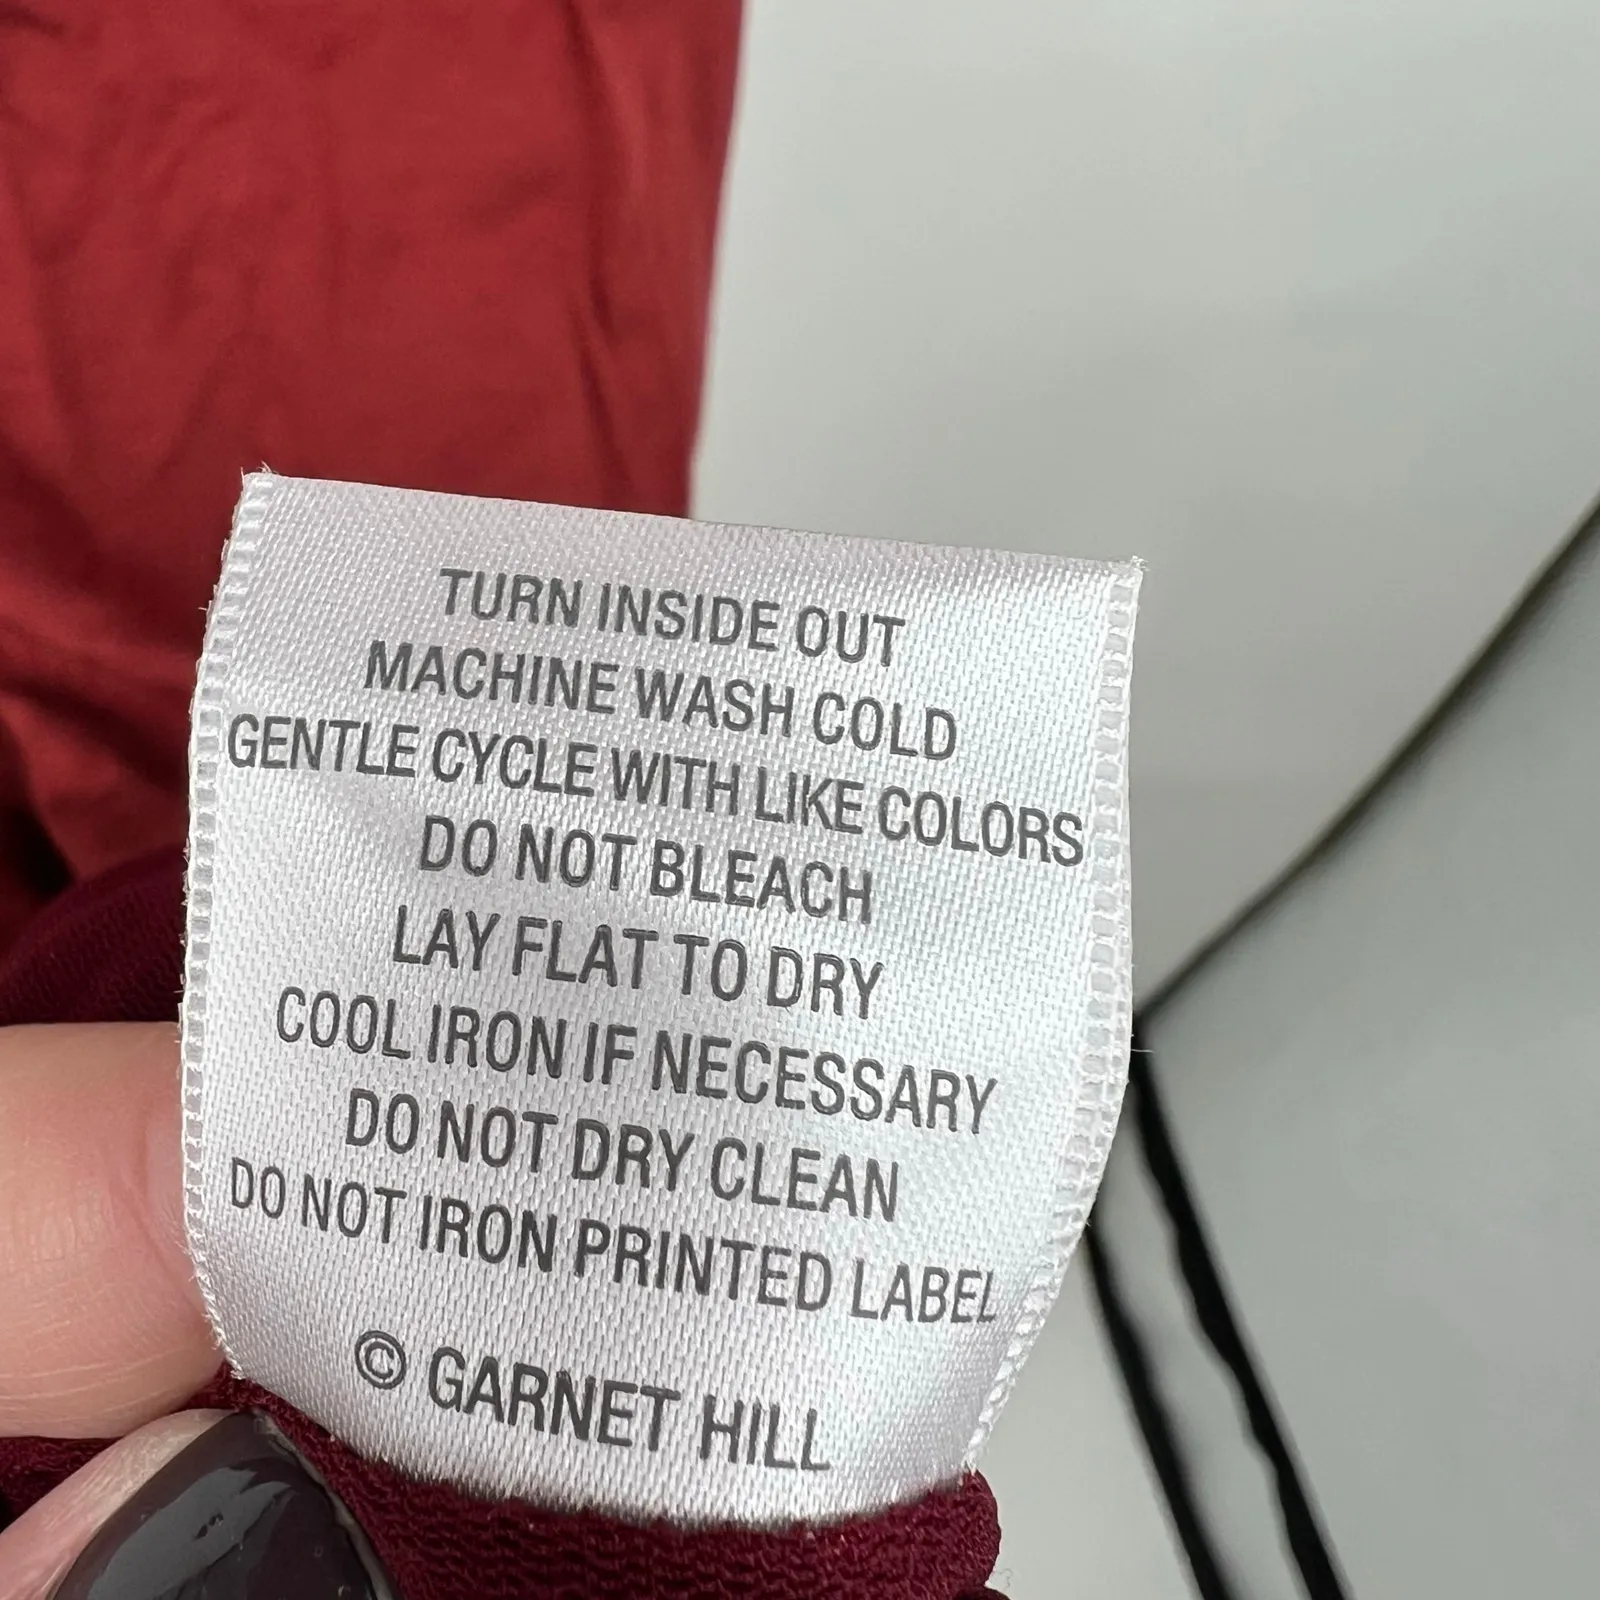 TURN INSIDE OUT
MACHINE WASH COLD
GENTLE CYCLE WITH LIKE COLORS
DO NOT BLEACH
LAY FLAT TO DRY
COOL IRON IF NECESSARY
DO NOT DRY CLEAN
DO NOT IRON PRINTED LABEL
© GARNET HILL